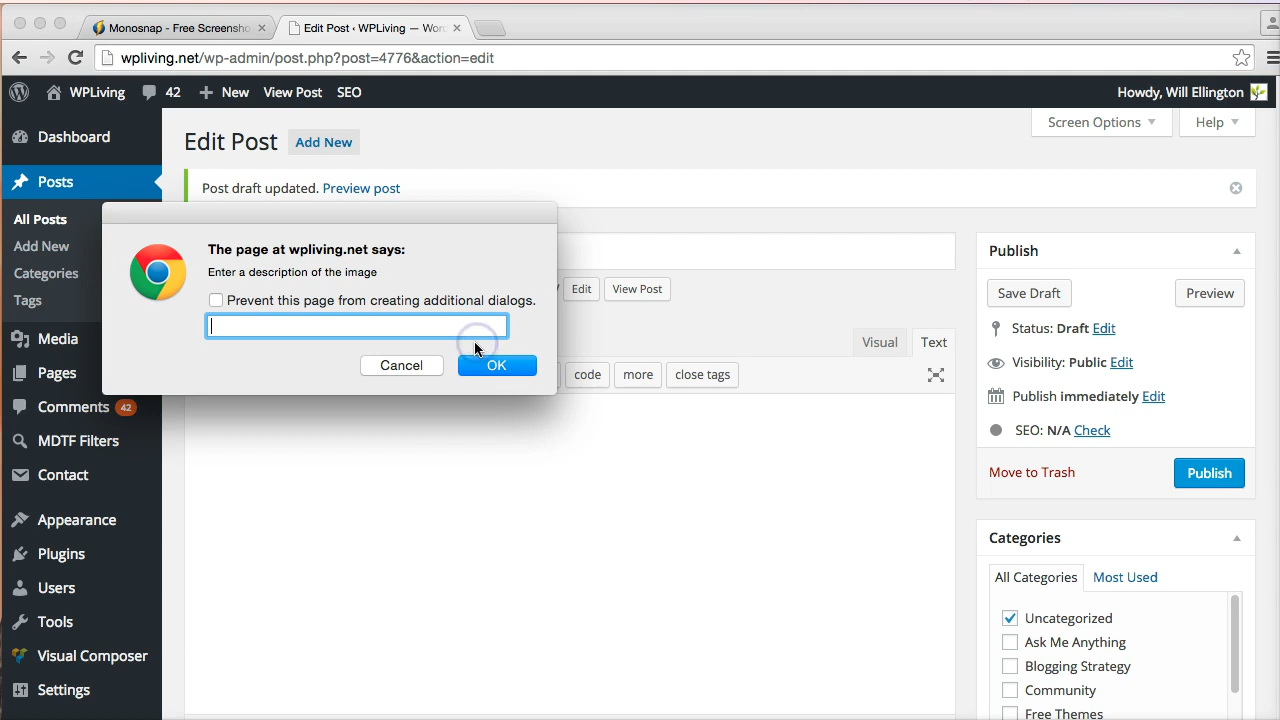 Monosnap - Free Screensho
Edit Post ‹ WPLiving — Wor
wpliving.net/wp-admin/post.php?post=4776&action=edit
WPLiving
42
New
View Post
SEO
Howdy, Will Ellington
Dashboard
Posts
All Posts
Add New
Categories
Tags
Media
Pages
Comments 42
MDTF Filters
Contact
Appearance
Plugins
Users
Tools
Visual Composer
Settings
Screen Options
Help
Edit Post
Add New
Post draft updated. Preview post
The page at wpliving.net says:
Enter a description of the image
Prevent this page from creating additional dialogs.
Cancel
OK
Edit
View Post
Visual
Text
code
more
close tags
Publish
Save Draft
Preview
Status: Draft Edit
Visibility: Public Edit
Publish immediately Edit
SEO: N/A Check
Move to Trash
Publish
Categories
All Categories
Most Used
Uncategorized
Ask Me Anything
Blogging Strategy
Community
Free Themes